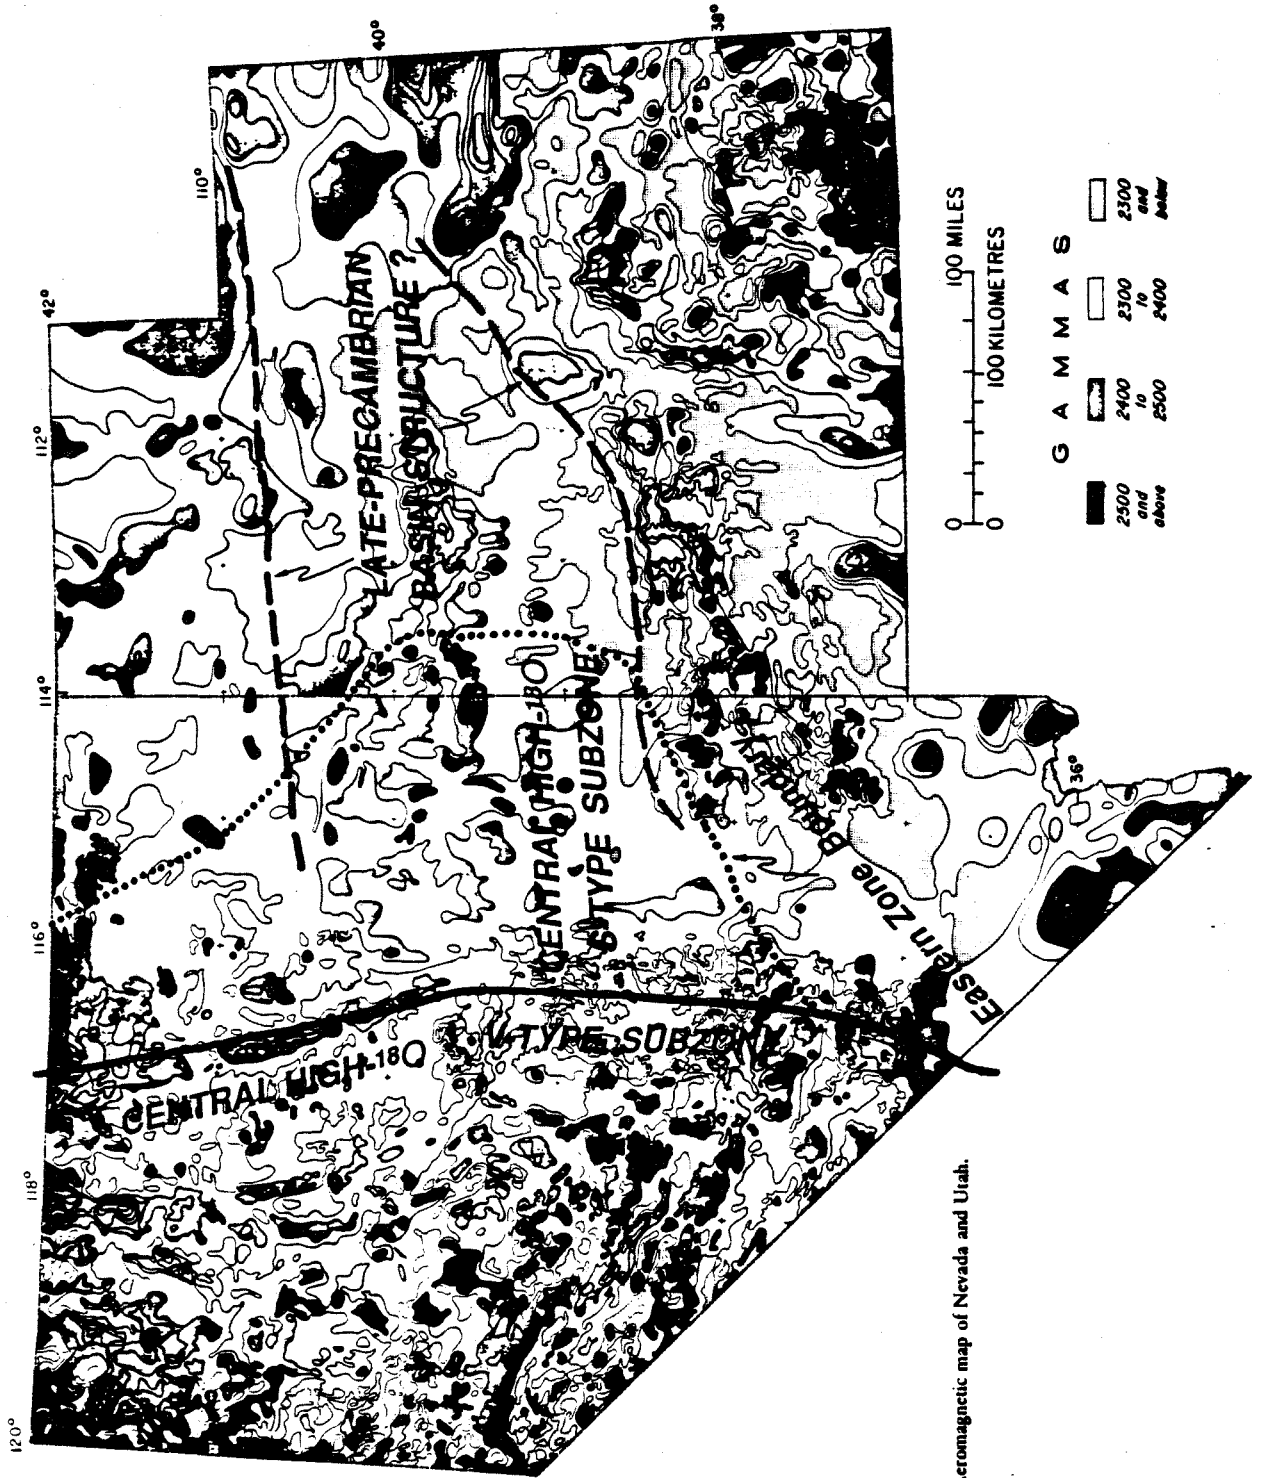 120°
118°
116°
114°
112°
42°
110°
40°
38°
36°
LATE-PRECAMBRIAN
BASIN STRUCTURE ?
CENTRAL HIGH-18O
S-TYPE SUBZONE
CENTRAL HIGH-18O
IV-TYPE SUBZONE
Eastern Zone Boundary
0 100 MILES
0 100 KILOMETRES
G A M M A S
2500
and
above
2400
to
2500
2300
to
2400
2300
and
below
eromagnetic map of Nevada and Utah.